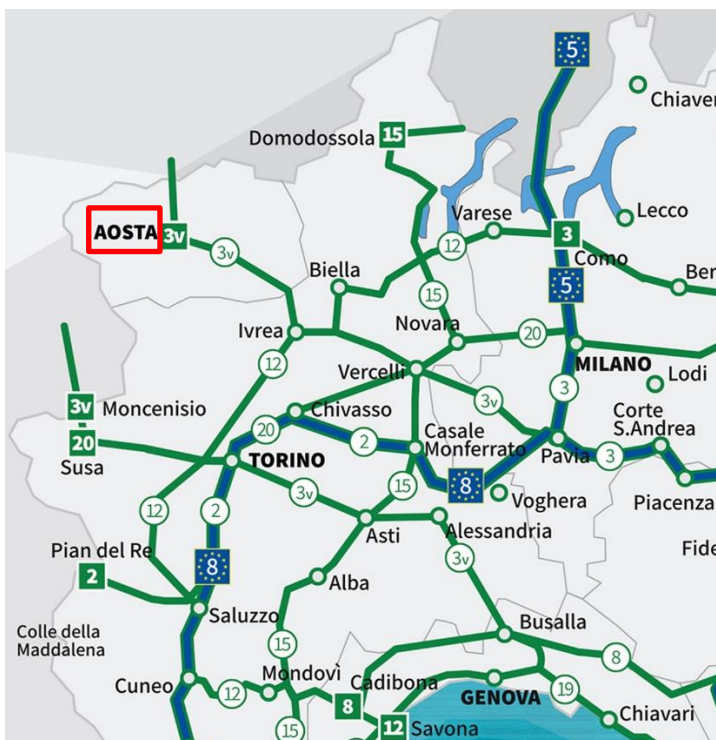 5
Chiaven
Domodossola 15
Lecco
Varese
AOSTA 3v
3v
12
3
Como
Biella
5
Ber
15
Ivrea
Novara
20
12
MILANO
Vercelli
Lodi
3v
3
3v Moncenisio
Chivasso
Corte
S.Andrea
20
20
2
Casale
Monferrato
Susa
TORINO
Pavia
3
8
3v
15
Voghera
Piacenza
12
2
Asti
Alessandria
Pian del Re
8
3v
Fide
2
Alba
Saluzzo
Busalla
Colle della
Maddalena
15
8
Cuneo
12
Mondovì
8
Cadibona
GENOVA
19
15
12
Savona
Chiavari